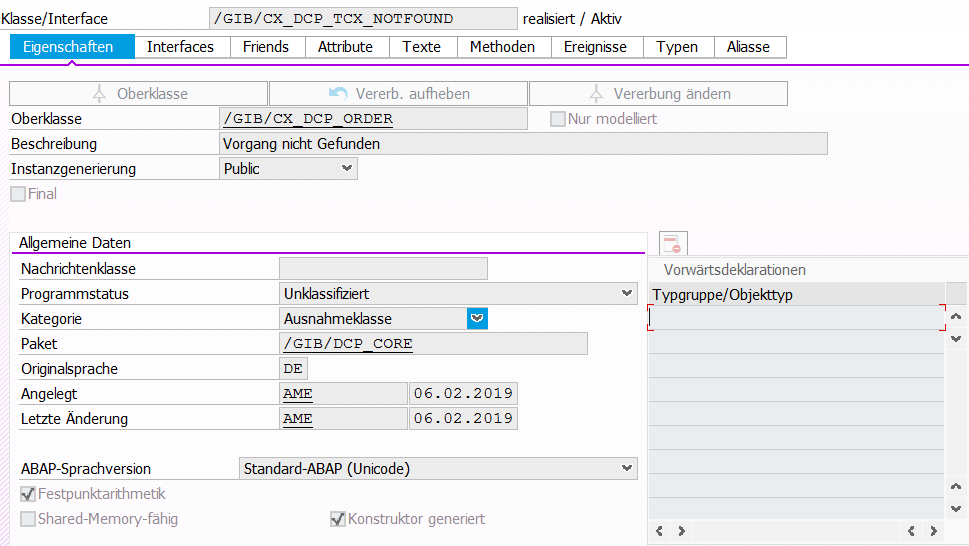 Klasse/Interface /GIB/CX_DCP_TCX_NOTFOUND realisiert / Aktiv
Eigenschaften Interfaces Friends Attribute Texte Methoden Ereignisse Typen Aliasse
Oberklasse Vererb. aufheben Vererbung ändern
Oberklasse /GIB/CX_DCP_ORDER Nur modelliert
Beschreibung Vorgang nicht Gefunden
Instanzgenerierung Public
Final
Allgemeine Daten
Nachrichtenklasse
Programmstatus Unklassifiziert
Kategorie Ausnahmeklasse
Paket /GIB/DCP_CORE
Originalsprache DE
Angelegt AME 06.02.2019
Letzte Änderung AME 06.02.2019
ABAP-Sprachversion Standard-ABAP (Unicode)
Festpunktarithmetik
Shared-Memory-fähig Konstruktor generiert
Vorwärtsdeklarationen
Typgruppe/Objekttyp